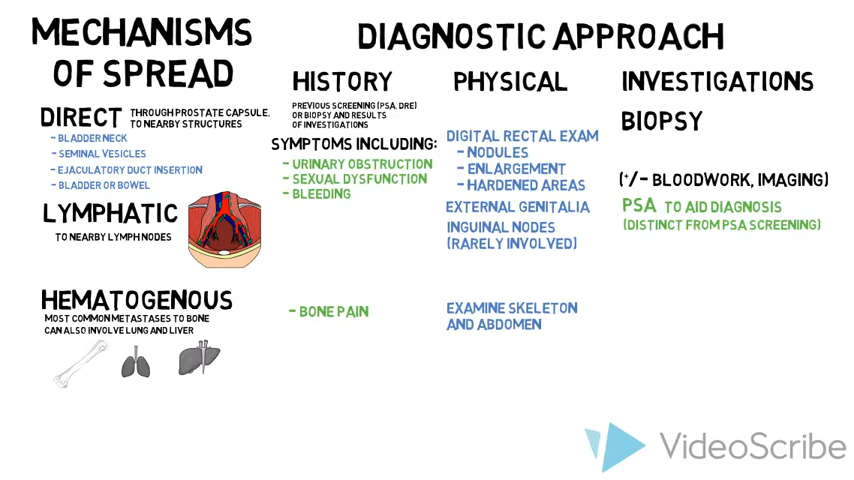 MECHANISMS
OF SPREAD
DIRECT
THROUGH PROSTATE CAPSULE,
TO NEARBY STRUCTURES
- BLADDER NECK
- SEMINAL VESICLES
- EJACULATORY DUCT INSERTION
- BLADDER OR BOWEL
LYMPHATIC
TO NEARBY LYMPH NODES
HEMATOGENOUS
MOST COMMON METASTASES TO BONE
CAN ALSO INVOLVE LUNG AND LIVER
DIAGNOSTIC APPROACH
HISTORY
PREVIOUS SCREENING (PSA, DRE)
OR BIOPSY AND RESULTS
OF INVESTIGATIONS
SYMPTOMS INCLUDING:
- URINARY OBSTRUCTION
- SEXUAL DYSFUNCTION
- BLEEDING
- BONE PAIN
PHYSICAL
DIGITAL RECTAL EXAM
- NODULES
- ENLARGEMENT
- HARDENED AREAS
EXTERNAL GENITALIA
INGUINAL NODES
(RARELY INVOLVED)
EXAMINE SKELETON
AND ABDOMEN
INVESTIGATIONS
BIOPSY
(+/- BLOODWORK, IMAGING)
PSA TO AID DIAGNOSIS
(DISTINCT FROM PSA SCREENING)
VideoScribe